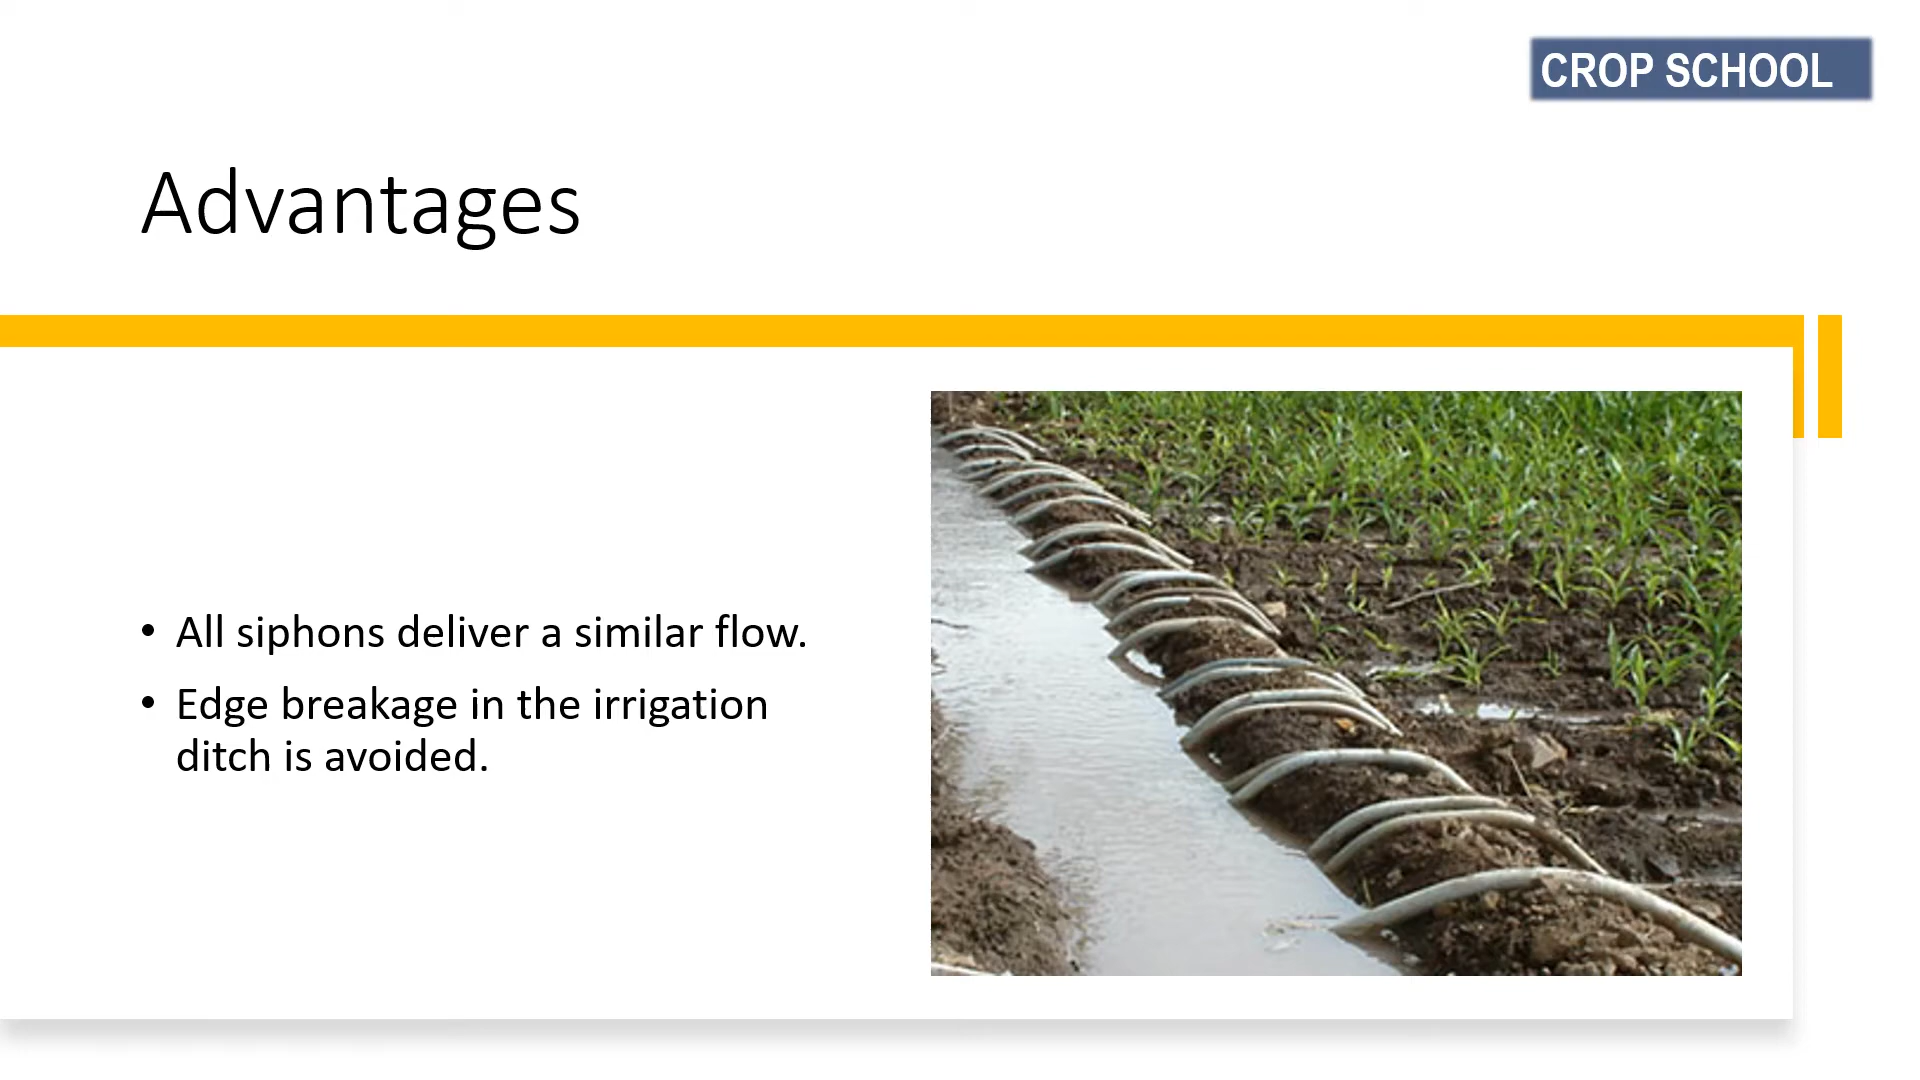 CROP SCHOOL
Advantages
• All siphons deliver a similar flow.
• Edge breakage in the irrigation
ditch is avoided.